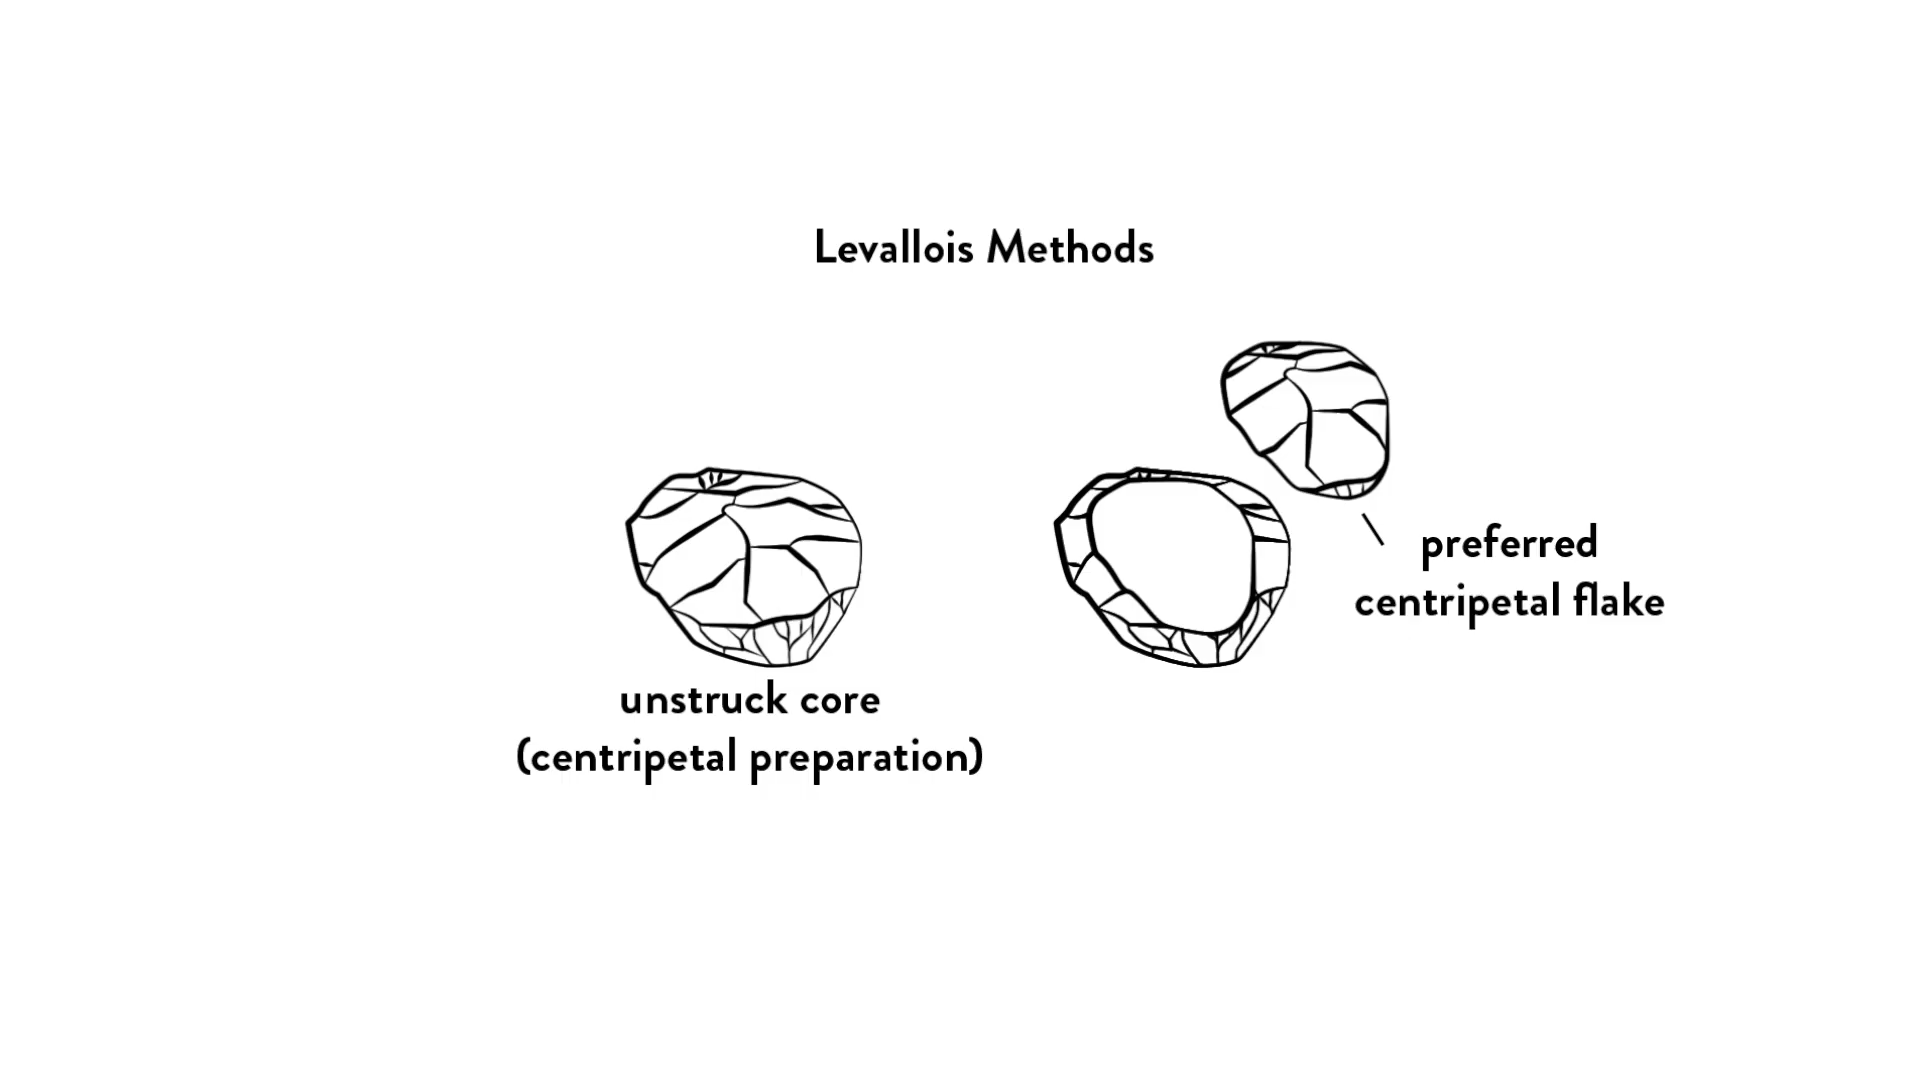 Levallois Methods
preferred
centripetal flake
unstruck core
(centripetal preparation)